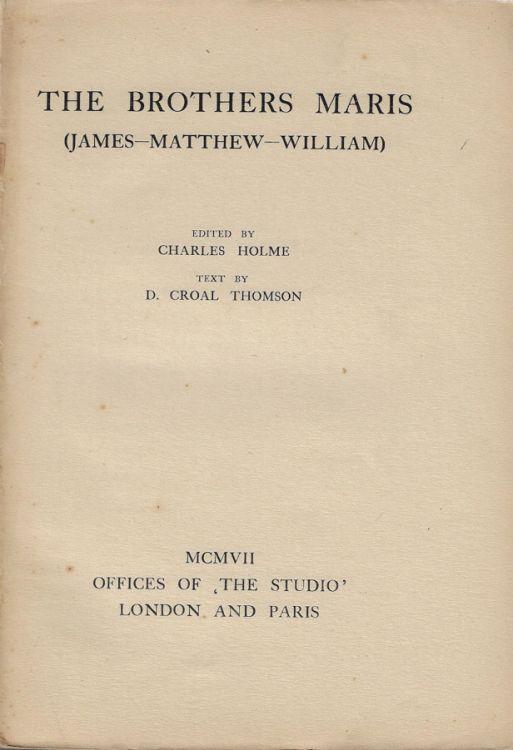 THE BROTHERS MARIS
(JAMES—MATTHEW—WILLIAM)
EDITED BY
CHARLES HOLME
TEXT BY
D. CROAL THOMSON
MCMVII
OFFICES OF ‚THE STUDIO’
LONDON AND PARIS